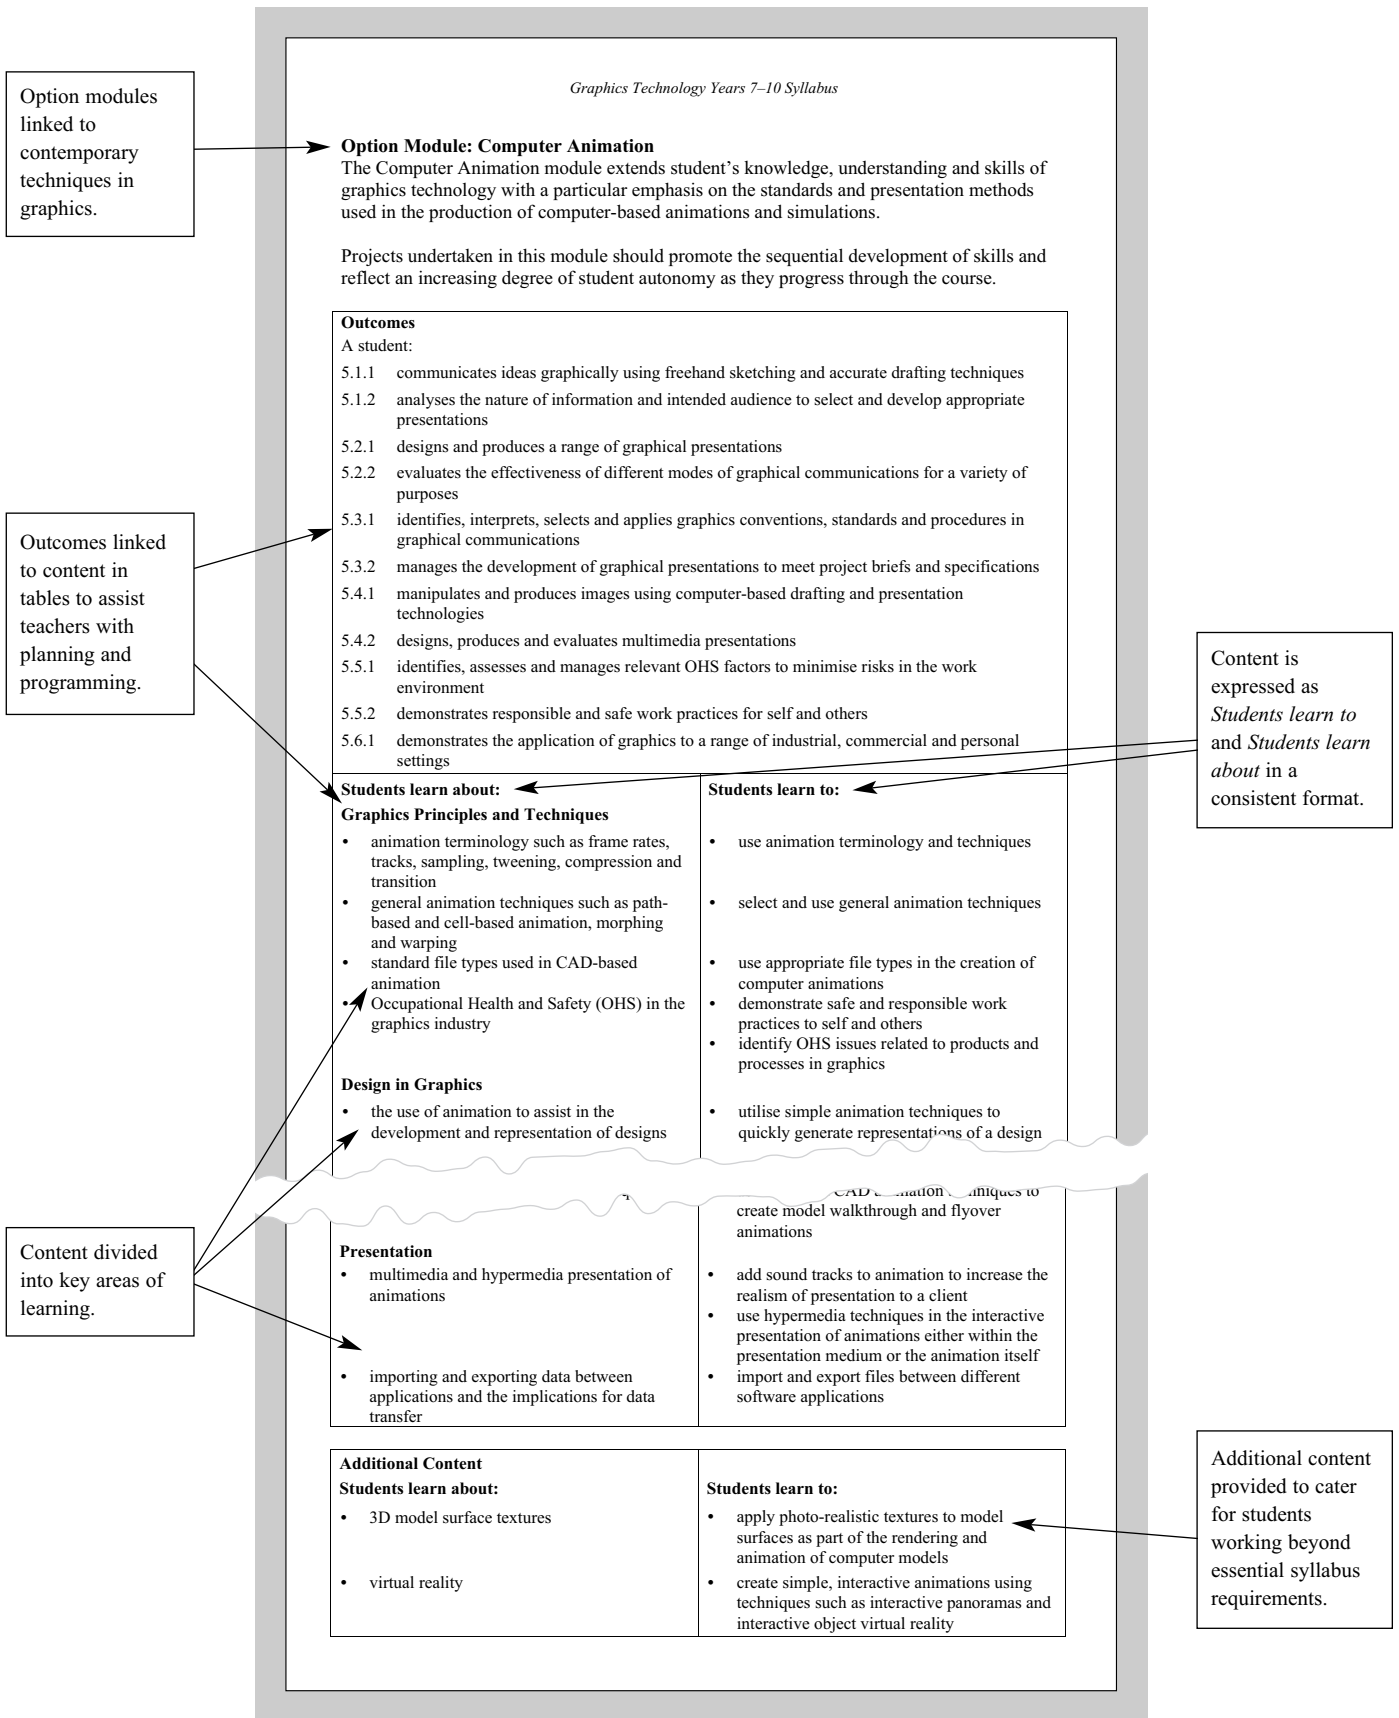 Graphics Technology Years 7–10 Syllabus
Option modules
linked to
contemporary
techniques in
graphics.
Option Module: Computer Animation
The Computer Animation module extends student’s knowledge, understanding and skills of
graphics technology with a particular emphasis on the standards and presentation methods
used in the production of computer-based animations and simulations.
Projects undertaken in this module should promote the sequential development of skills and
reflect an increasing degree of student autonomy as they progress through the course.
Outcomes
A student:
5.1.1 communicates ideas graphically using freehand sketching and accurate drafting techniques
5.1.2 analyses the nature of information and intended audience to select and develop appropriate
presentations
5.2.1 designs and produces a range of graphical presentations
5.2.2 evaluates the effectiveness of different modes of graphical communications for a variety of
purposes
5.3.1 identifies, interprets, selects and applies graphics conventions, standards and procedures in
graphical communications
5.3.2 manages the development of graphical presentations to meet project briefs and specifications
5.4.1 manipulates and produces images using computer-based drafting and presentation
technologies
5.4.2 designs, produces and evaluates multimedia presentations
5.5.1 identifies, assesses and manages relevant OHS factors to minimise risks in the work
environment
5.5.2 demonstrates responsible and safe work practices for self and others
5.6.1 demonstrates the application of graphics to a range of industrial, commercial and personal
settings
Outcomes linked
to content in
tables to assist
teachers with
planning and
programming.
Content is
expressed as
Students learn to
and Students learn
about in a
consistent format.
Students learn about:
Graphics Principles and Techniques
• animation terminology such as frame rates,
tracks, sampling, tweening, compression and
transition
• general animation techniques such as path-
based and cell-based animation, morphing
and warping
• standard file types used in CAD-based
animation
• Occupational Health and Safety (OHS) in the
graphics industry
Design in Graphics
• the use of animation to assist in the
development and representation of designs
Students learn to:
• use animation terminology and techniques
• select and use general animation techniques
• use appropriate file types in the creation of
computer animations
• demonstrate safe and responsible work
practices to self and others
• identify OHS issues related to products and
processes in graphics
• utilise simple animation techniques to
quickly generate representations of a design
Content divided
into key areas of
learning.
Presentation
• multimedia and hypermedia presentation of
animations
• importing and exporting data between
applications and the implications for data
transfer
CAD animation techniques to
create model walkthrough and flyover
animations
• add sound tracks to animation to increase the
realism of presentation to a client
• use hypermedia techniques in the interactive
presentation of animations either within the
presentation medium or the animation itself
• import and export files between different
software applications
Additional Content
Students learn about:
• 3D model surface textures
• virtual reality
Students learn to:
• apply photo-realistic textures to model
surfaces as part of the rendering and
animation of computer models
• create simple, interactive animations using
techniques such as interactive panoramas and
interactive object virtual reality
Additional content
provided to cater
for students
working beyond
essential syllabus
requirements.